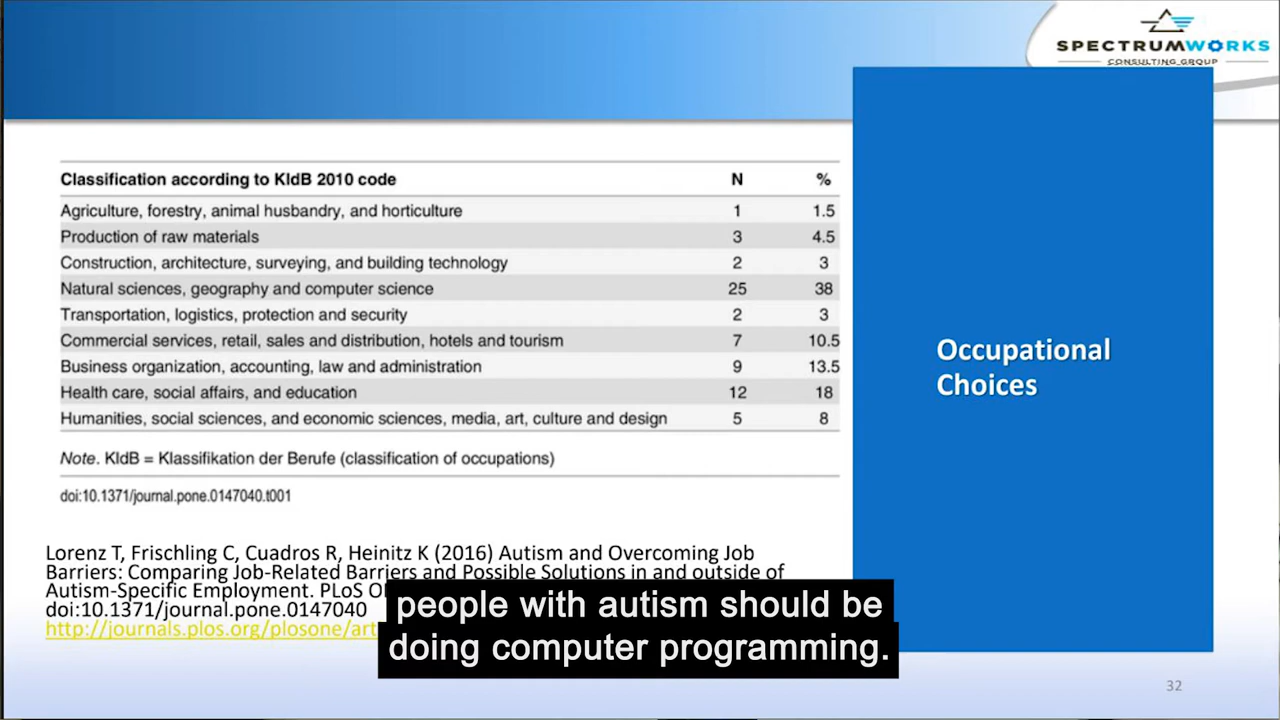 SPECTRUMWORKS
CONSULTING GROUP
Classification according to KldB 2010 code N %
Agriculture, forestry, animal husbandry, and horticulture 1 1.5
Production of raw materials 3 4.5
Construction, architecture, surveying, and building technology 2 3
Natural sciences, geography and computer science 25 38
Transportation, logistics, protection and security 2 3
Commercial services, retail, sales and distribution, hotels and tourism 7 10.5
Business organization, accounting, law and administration 9 13.5
Health care, social affairs, and education 12 18
Humanities, social sciences, and economic sciences, media, art, culture and design 5 8
Note. KldB = Klassifikation der Berufe (classification of occupations)
doi:10.1371/journal.pone.0147040.t001
Occupational
Choices
Lorenz T, Frischling C, Cuadros R, Heinitz K (2016) Autism and Overcoming Job
Barriers: Comparing Job-Related Barriers and Possible Solutions in and outside of
Autism-Specific Employment. PLoS
doi:10.1371/journal.pone.0147040
http://journals.plos.org/plosone/art
people with autism should be
doing computer programming.
32